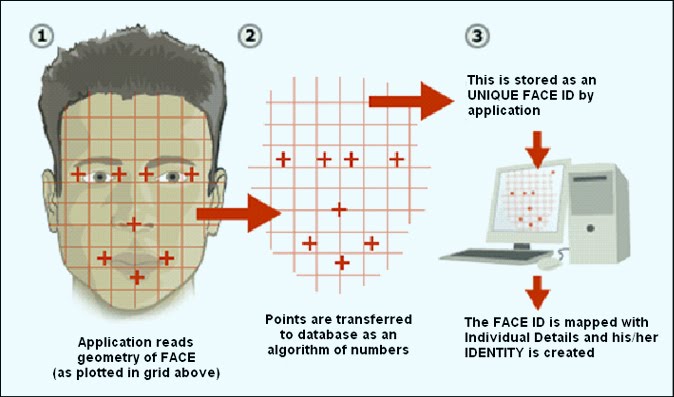 1
2
3
This is stored as an
UNIQUE FACE ID by
application
Application reads
geometry of FACE
(as plotted in grid above)
Points are transferred
to database as an
algorithm of numbers
The FACE ID is mapped with
Individual Details and his/her
IDENTITY is created